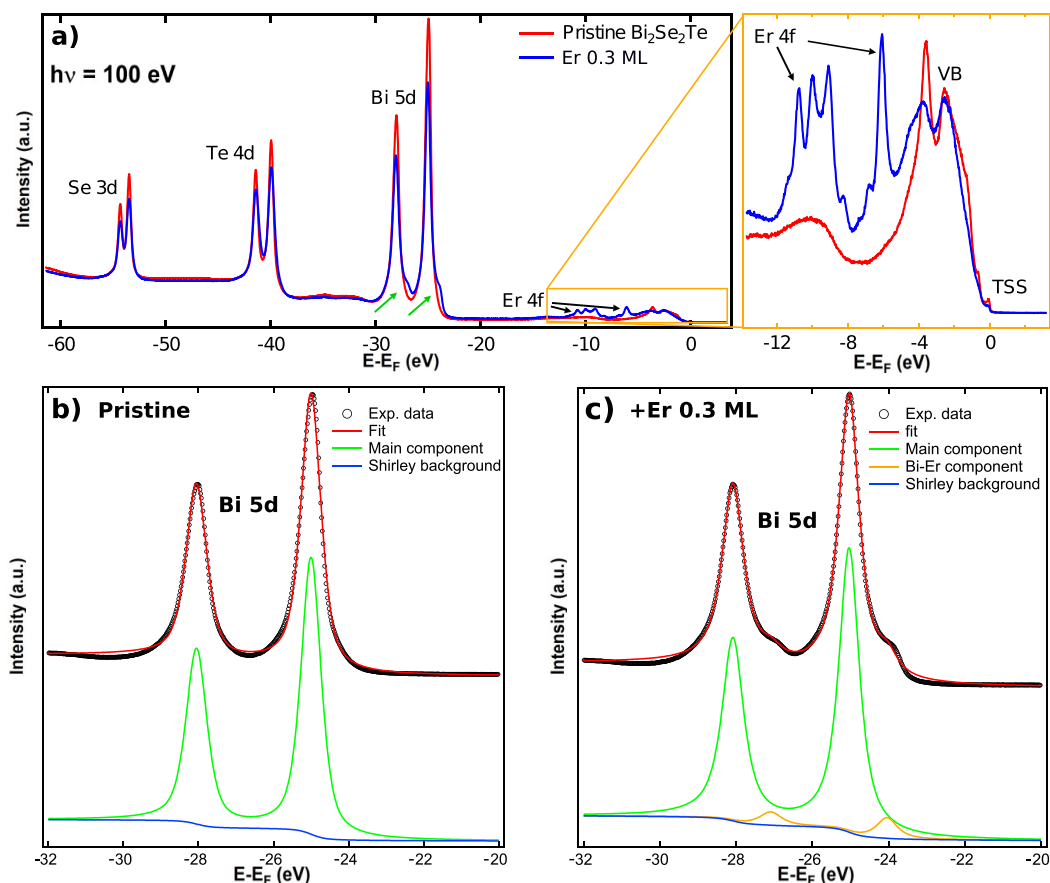 a)
hν = 100 eV
Pristine Bi₂Se₂Te
Er 0.3 ML
Se 3d
Te 4d
Bi 5d
Er 4f
Intensity (a.u.)
-60 -50 -40 -30 -20 -10 0
E-E_F (eV)
Er 4f
VB
TSS
-12 -8 -4 0
E-E_F (eV)
b) Pristine
Exp. data
Fit
Main component
Shirley background
Bi 5d
Intensity (a.u.)
-32 -30 -28 -26 -24 -22 -20
E-E_F (eV)
c) +Er 0.3 ML
Exp. data
fit
Main component
Bi-Er component
Shirley background
Bi 5d
Intensity (a.u.)
-32 -30 -28 -26 -24 -22 -20
E-E_F (eV)